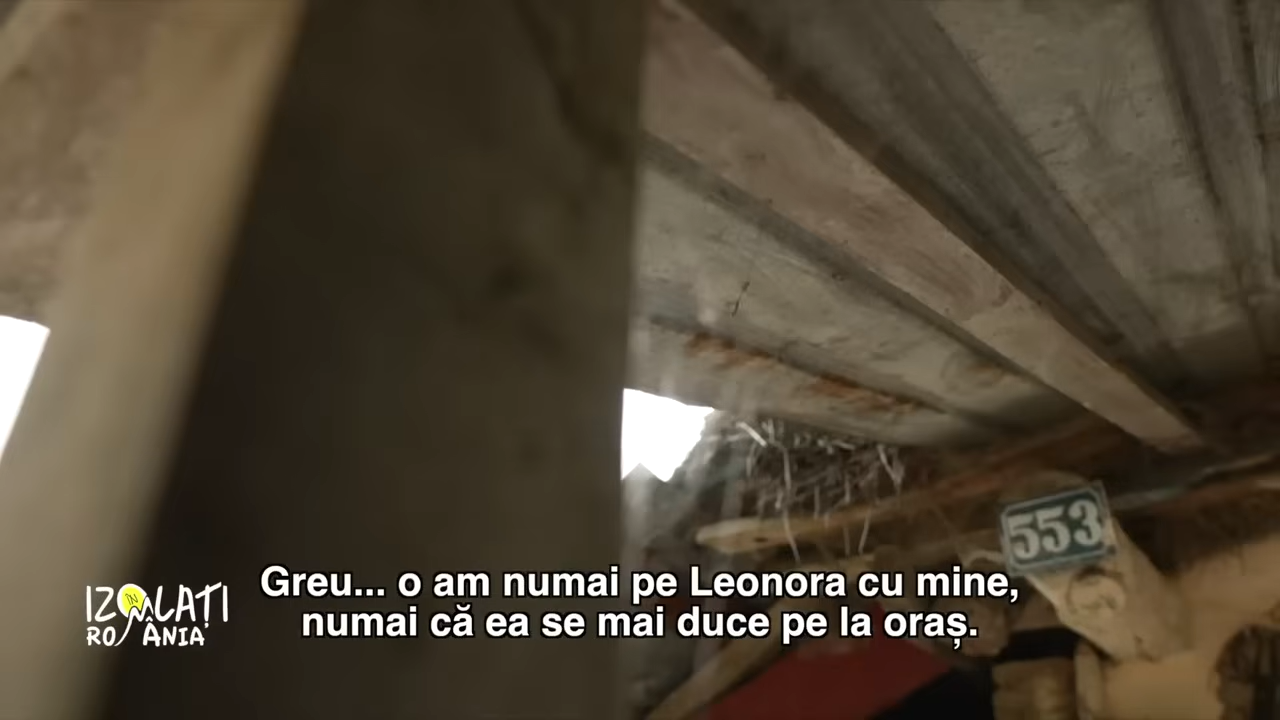 553
Greu... o am numai pe Leonora cu mine,
numai că ea se mai duce pe la oraș.
IZOLAȚI
ÎN
ROMÂNIA